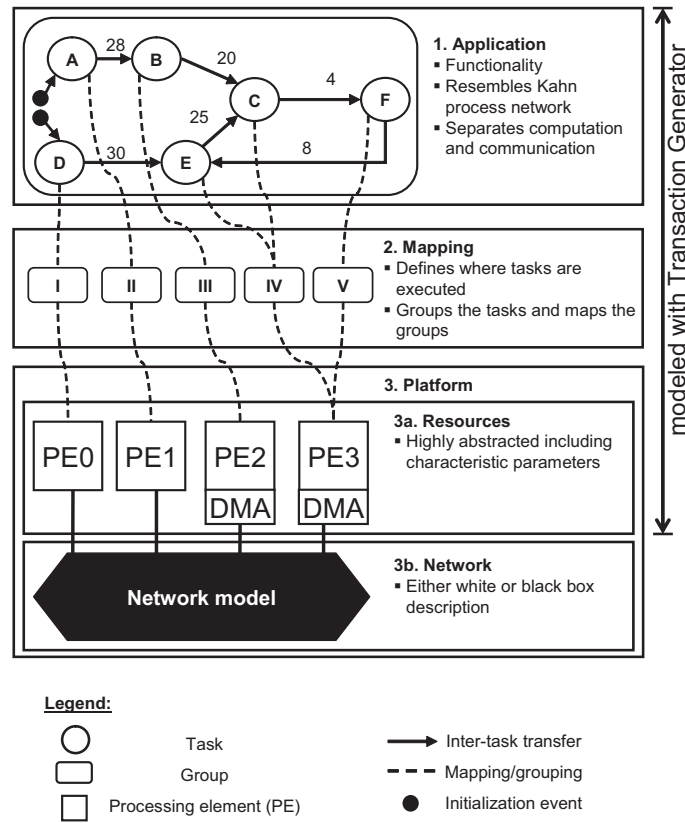 28
20
A
B
C
4
F
25
D
30
E
8
1. Application
▪ Functionality
▪ Resembles Kahn
process network
▪ Separates computation
and communication
2. Mapping
▪ Defines where tasks are
executed
▪ Groups the tasks and maps the
groups
I
II
III
IV
V
3. Platform
3a. Resources
▪ Highly abstracted including
characteristic parameters
PE0
PE1
PE2
PE3
DMA
DMA
3b. Network
▪ Either white or black box
description
Network model
modeled with Transaction Generator
Legend:
Task
Group
Processing element (PE)
Inter-task transfer
Mapping/grouping
Initialization event